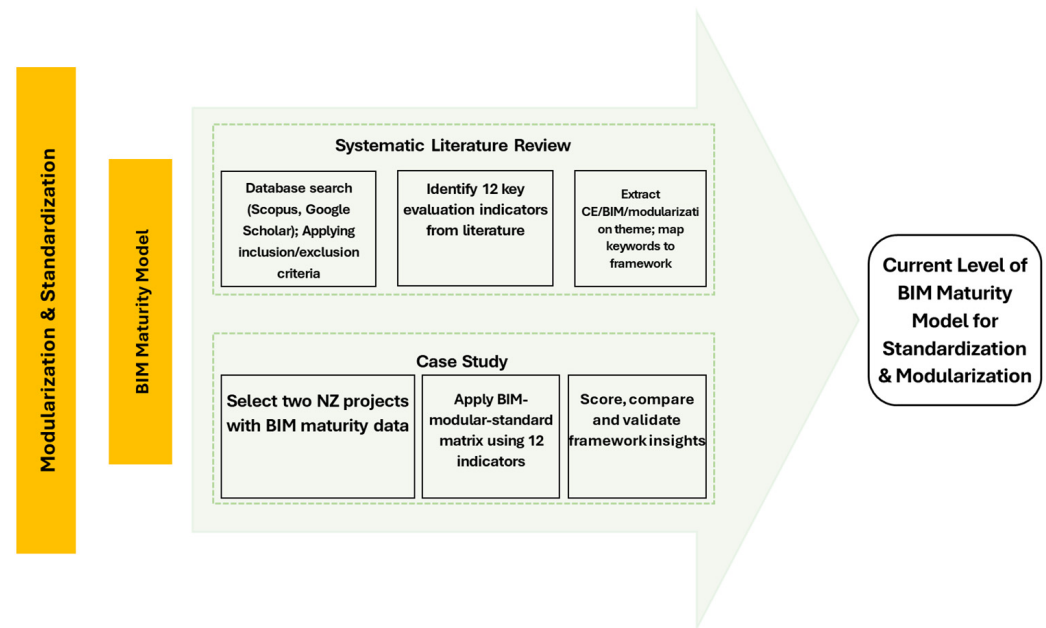 Modularization & Standardization
BIM Maturity Model
Systematic Literature Review
Database search
(Scopus, Google
Scholar); Applying
inclusion/exclusion
criteria
Identify 12 key
evaluation indicators
from literature
Extract
CE/BIM/modularizati
on theme; map
keywords to
framework
Case Study
Select two NZ projects
with BIM maturity data
Apply BIM-
modular-standard
matrix using 12
indicators
Score, compare
and validate
framework insights
Current Level of
BIM Maturity
Model for
Standardization
& Modularization